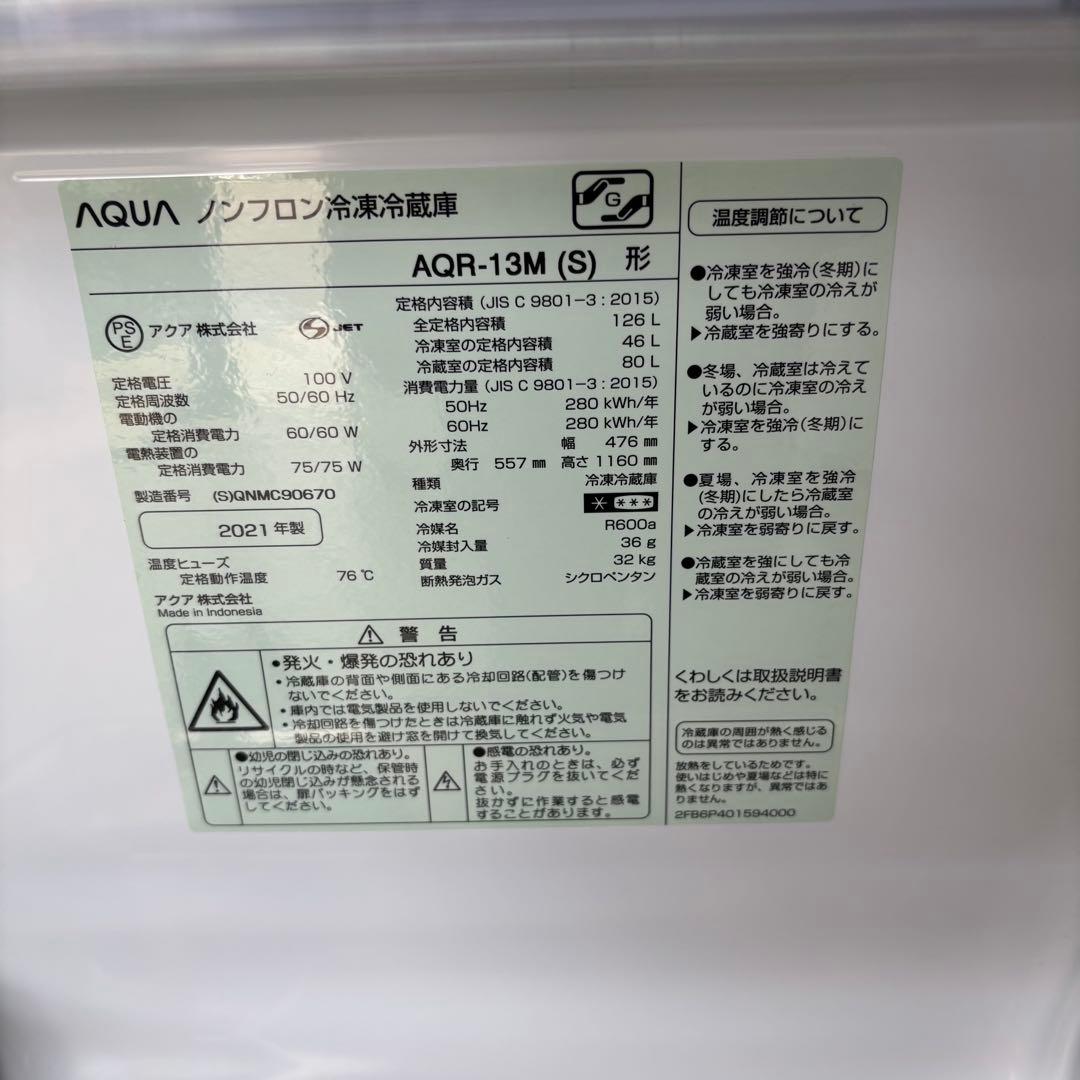 AQUA ノンフロン冷凍冷蔵庫
G
AQR-13M (S) 形
PS E アクア 株式会社 S JET
定格電圧 100 V
定格周波数 50/60 Hz
電動機の
定格消費電力 60/60 W
電熱装置の
定格消費電力 75/75 W
製造番号 (S)QNMC90670
2021 年製
温度ヒューズ
定格動作温度 76 ℃
アクア 株式会社
Made in Indonesia
定格内容積 (JIS C 9801-3 : 2015)
全定格内容積 126 L
冷凍室の定格内容積 46 L
冷蔵室の定格内容積 80 L
消費電力量 (JIS C 9801-3 : 2015)
50Hz 280 kWh/年
60Hz 280 kWh/年
外形寸法 幅 476 mm
奥行 557 mm 高さ 1160 mm
種類 冷凍冷蔵庫
冷凍室の記号 * ***
冷媒名 R600a
冷媒封入量 36 g
質量 32 kg
断熱発泡ガス シクロペンタン
⚠ 警 告
●発火・爆発の恐れあり
・冷蔵庫の背面や側面にある冷却回路(配管)を傷つけ
ないでください。
・庫内では電気製品を使用しないでください。
・冷却回路を傷つけたときは冷蔵庫に触れず火気や電気
製品の使用を避け窓を開けて換気してください。
●幼児の閉じ込みの恐れあり。
リサイクルの時など、保管時
の幼児閉じ込みが懸念される
場合は、扉パッキングをはず
してください。
●感電の恐れあり。
お手入れのときは、必ず
電源プラグを抜いてくだ
さい。
抜かずに作業すると感電
することがあります。
温度調節について
●冷凍室を強冷(冬期)に
しても冷凍室の冷えが
弱い場合。
▶冷蔵室を強寄りにする。
●冬場、冷蔵室は冷えて
いるのに冷凍室の冷え
が弱い場合。
▶冷凍室を強冷(冬期)に
する。
●夏場、冷凍室を強冷
(冬期)にしたら冷蔵室
の冷えが弱い場合。
▶冷凍室を弱寄りに戻す。
●冷蔵室を強にしても冷
蔵室の冷えが弱い場合。
▶冷凍室を弱寄りに戻す。
くわしくは取扱説明書
をお読みください。
冷蔵庫の周囲が熱く感じる
のは異常ではありません。
放熱をしているためです。
使いはじめや夏場などは特に
熱くなりますが、異常ではあ
りません。
2FB6P401594000